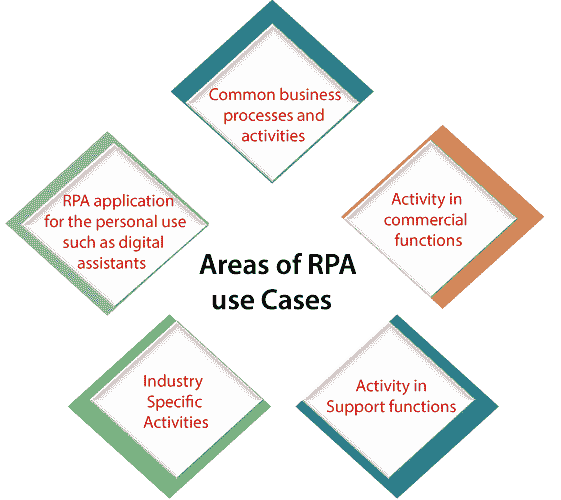 Common business
processes and
activities
RPA application
for the personal use
such as digital
assistants
Activity in
commercial
functions
Areas of RPA
use Cases
Industry
Specific
Activities
Activity in
Support functions